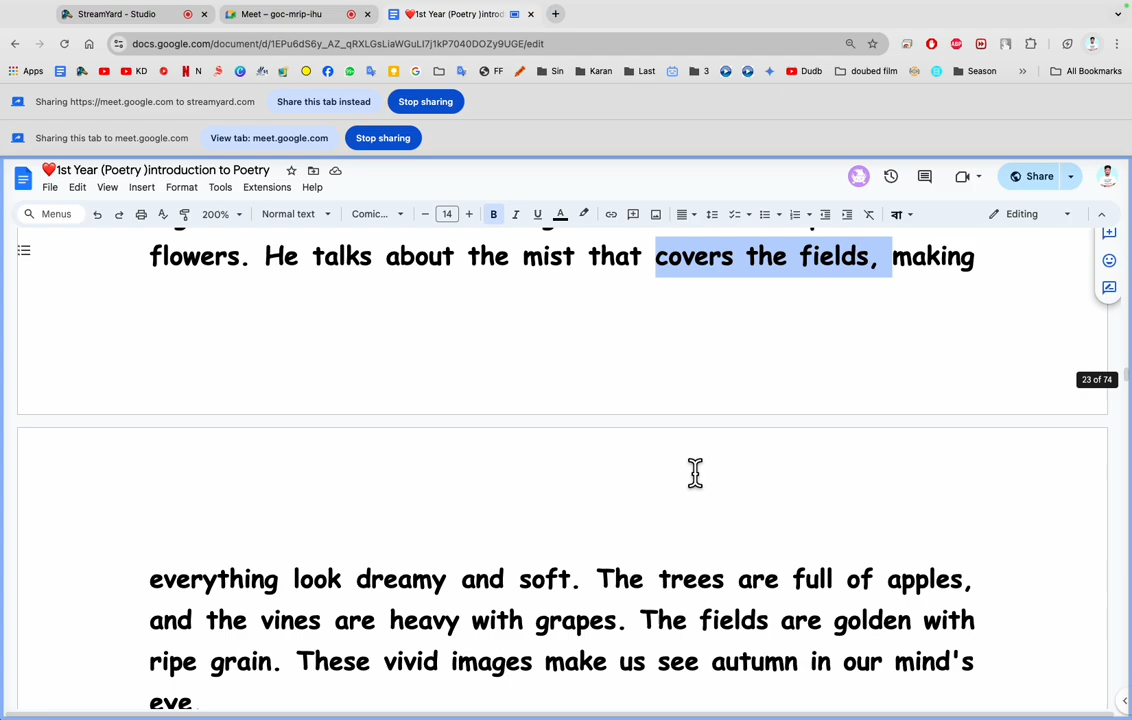 StreamYard - Studio
Meet – goc-mrip-ihu
❤️1st Year (Poetry )introd
docs.google.com/document/d/1EPu6dS6y_AZ_qRXLGsLiaWGuLI7j1kP7040DOZy9UGE/edit
Apps KD N FF Sin Karan Last 3 Dudb doubed film Season All Bookmarks
Sharing https://meet.google.com to streamyard.com Share this tab instead Stop sharing
Sharing this tab to meet.google.com View tab: meet.google.com Stop sharing
❤️1st Year (Poetry )introduction to Poetry
File Edit View Insert Format Tools Extensions Help
Share
Menus 200% Normal text Comic... 14 B I U A Editing
flowers. He talks about the mist that covers the fields, making
23 of 74
everything look dreamy and soft. The trees are full of apples,
and the vines are heavy with grapes. The fields are golden with
ripe grain. These vivid images make us see autumn in our mind's
eye.